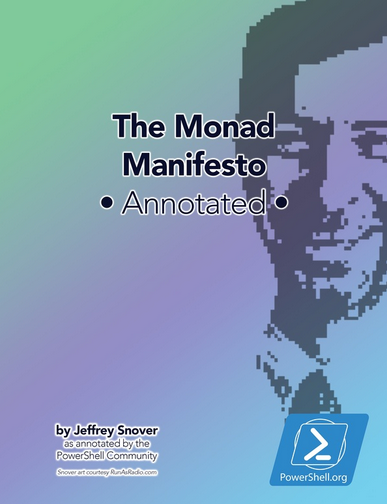 The Monad
Manifesto
• Annotated •
by Jeffrey Snover
as annotated by the
PowerShell Community
Snover art courtesy RunAsRadio.com
PowerShell.org